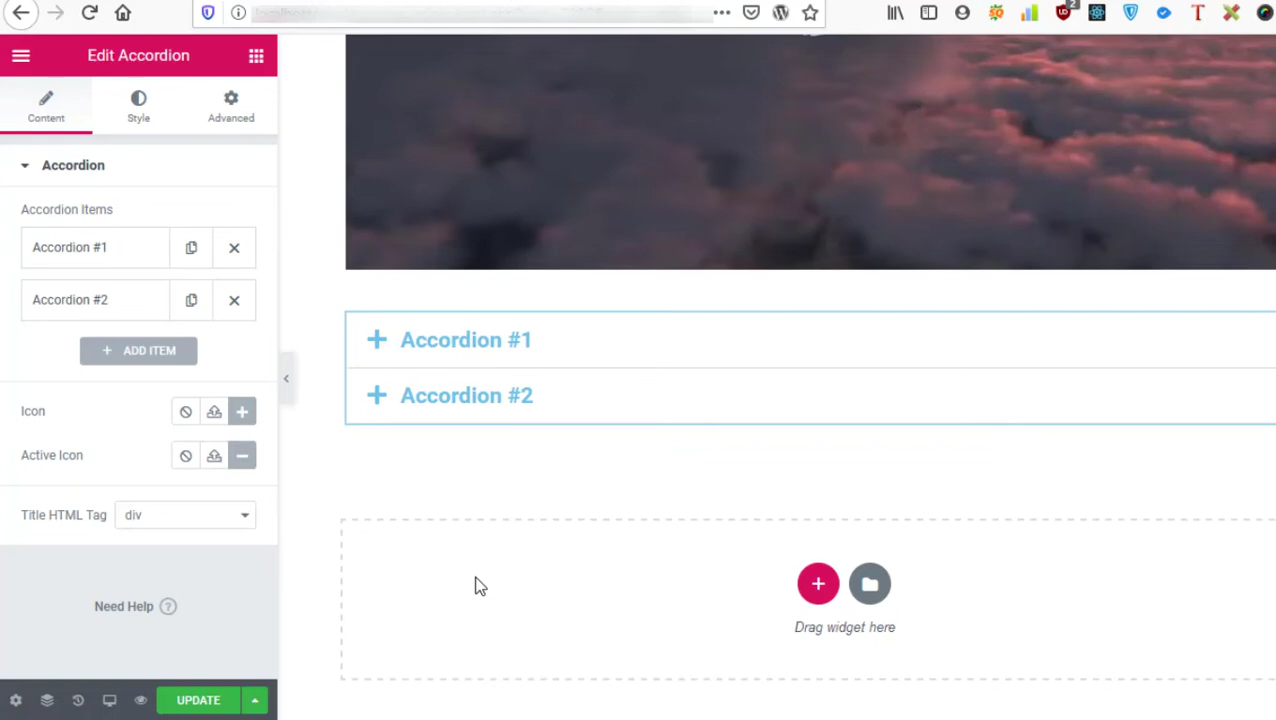 2
Edit Accordion
Content
Style
Advanced
Accordion
Accordion Items
Accordion #1
Accordion #2
+ ADD ITEM
Icon
Active Icon
Title HTML Tag
div
Need Help ?
UPDATE
Accordion #1
Accordion #2
Drag widget here